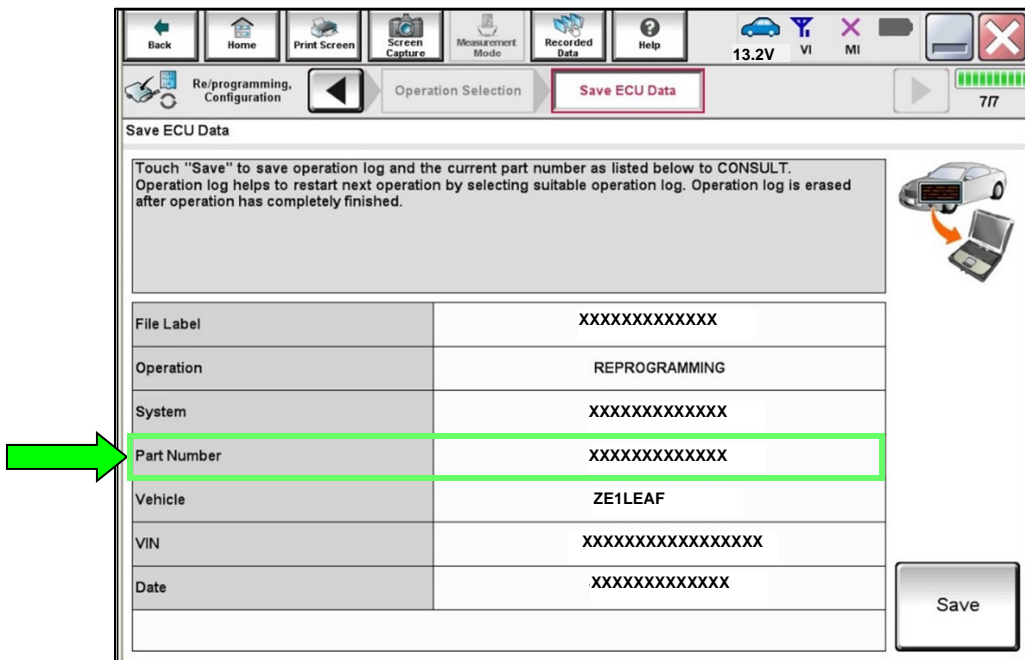 Back
Home
Print Screen
Screen
Capture
Measurement
Mode
Recorded
Data
Help
13.2V
VI
MI
Re/programming,
Configuration
Operation Selection
Save ECU Data
7/7
Save ECU Data
Touch "Save" to save operation log and the current part number as listed below to CONSULT.
Operation log helps to restart next operation by selecting suitable operation log. Operation log is erased
after operation has completely finished.
File Label XXXXXXXXXXXXX
Operation REPROGRAMMING
System XXXXXXXXXXXXX
Part Number XXXXXXXXXXXXX
Vehicle ZE1LEAF
VIN XXXXXXXXXXXXXXXXX
Date XXXXXXXXXXXXX
Save